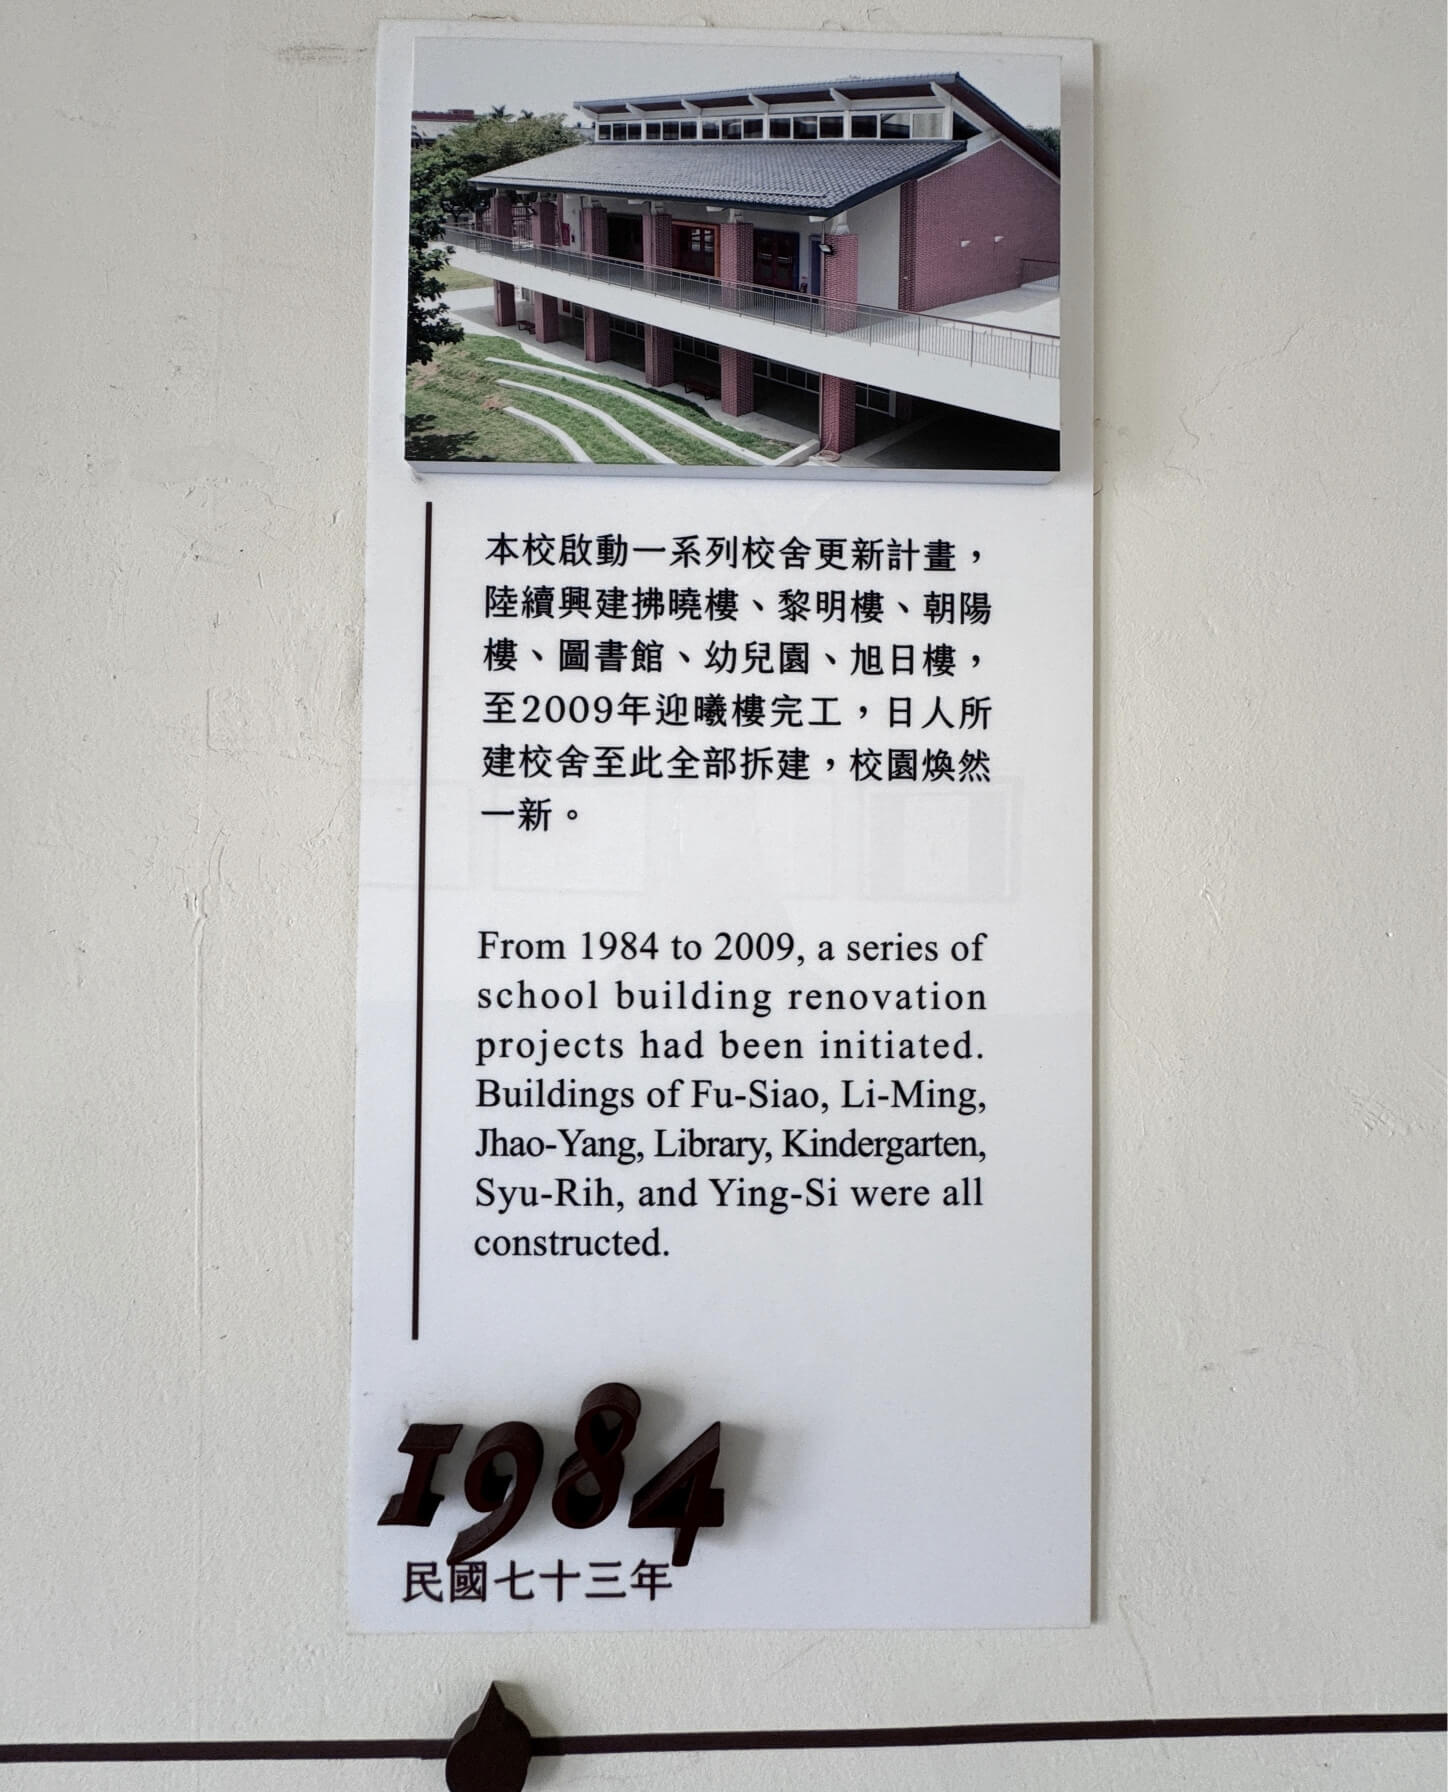 本校啟動一系列校舍更新計畫，
陸續興建拂曉樓、黎明樓、朝陽
樓、圖書館、幼兒園、旭日樓，
至2009年迎曦樓完工，日人所
建校舍至此全部拆建，校園煥然
一新。
From 1984 to 2009, a series of
school building renovation
projects had been initiated.
Buildings of Fu-Siao, Li-Ming,
Jhao-Yang, Library, Kindergarten,
Syu-Rih, and Ying-Si were all
constructed.
1984
民國七十三年